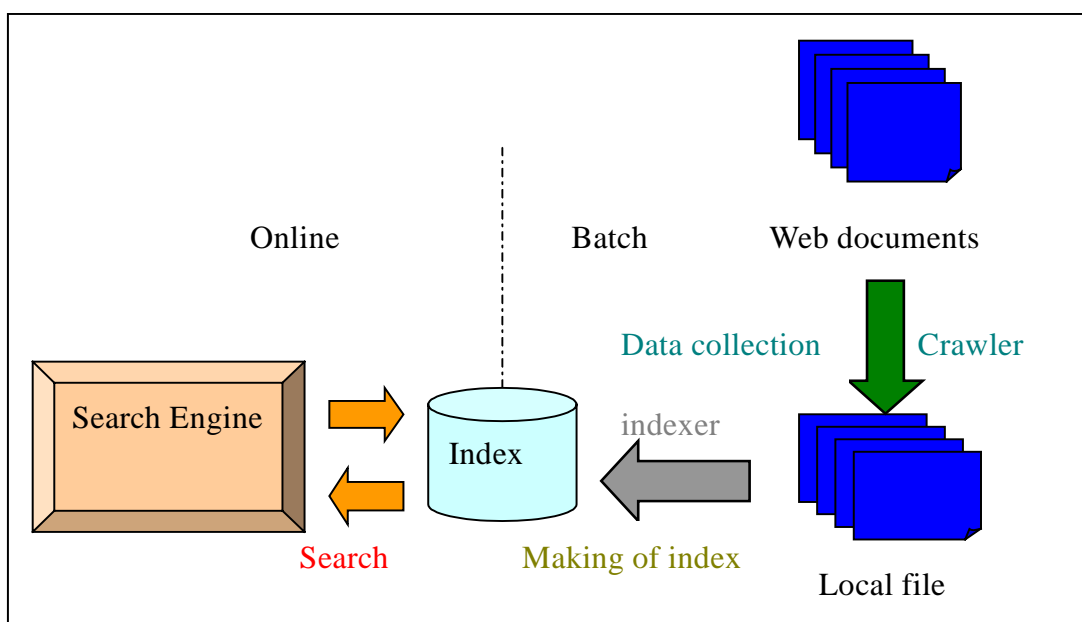 Online
Batch
Web documents
Data collection
Crawler
Search Engine
Index
indexer
Search
Making of index
Local file